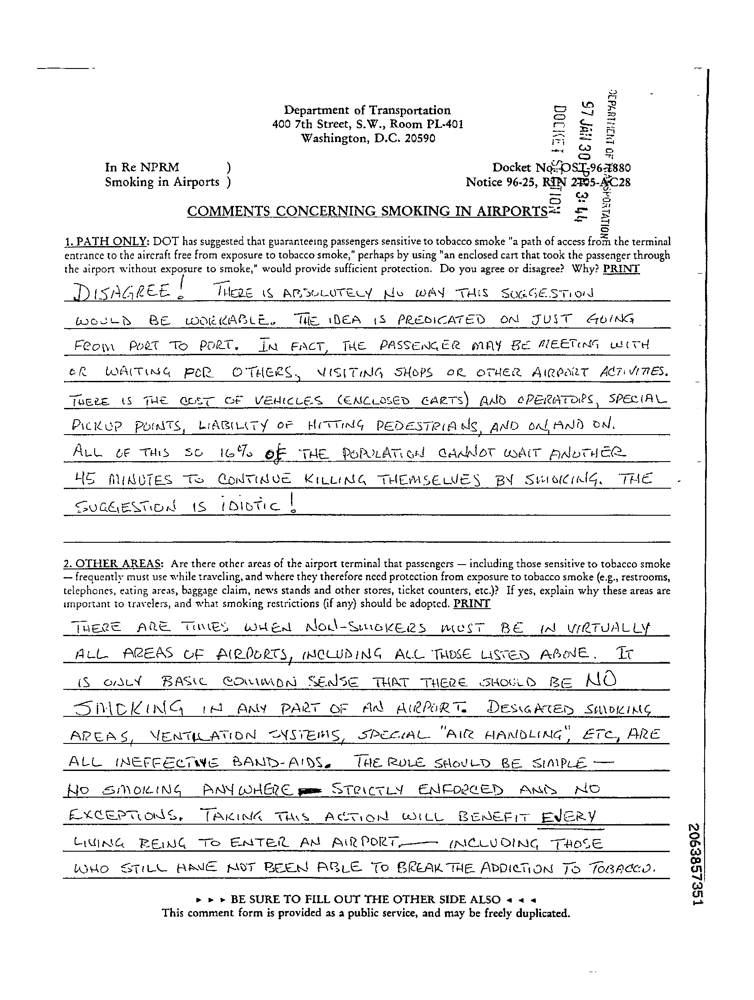 Department of Transportation
400 7th Street, S.W., Room PL-401
Washington, D.C. 20590
DEPARTMENT OF TRANSPORTATION
97 JAN 30 P 3:44
DOCKET SECTION
In Re NPRM )
Smoking in Airports )
Docket No. OST-96-1880
Notice 96-25, RIN 2105-AC28
COMMENTS CONCERNING SMOKING IN AIRPORTS
1. PATH ONLY: DOT has suggested that guaranteeing passengers sensitive to tobacco smoke "a path of access from the terminal
entrance to the aircraft free from exposure to tobacco smoke," perhaps by using "an enclosed cart that took the passenger through
the airport without exposure to smoke," would provide sufficient protection. Do you agree or disagree? Why? PRINT
DISAGREE! THERE IS ABSOLUTELY NO WAY THIS SUGGESTION
WOULD BE WORKABLE. THE IDEA IS PREDICATED ON JUST GOING
FROM PORT TO PORT. IN FACT, THE PASSENGER MAY BE MEETING WITH
OR WAITING FOR OTHERS, VISITING SHOPS OR OTHER AIRPORT ACTIVITIES.
THERE IS THE COST OF VEHICLES (ENCLOSED CARTS) AND OPERATORS, SPECIAL
PICKUP POINTS, LIABILITY OF HITTING PEDESTRIANS, AND ON, AND ON.
ALL OF THIS SO 16% OF THE POPULATION CANNOT WAIT ANOTHER
45 MINUTES TO CONTINUE KILLING THEMSELVES BY SMOKING. THE
SUGGESTION IS IDIOTIC!
2. OTHER AREAS: Are there other areas of the airport terminal that passengers — including those sensitive to tobacco smoke
— frequently must use while traveling, and where they therefore need protection from exposure to tobacco smoke (e.g., restrooms,
telephones, eating areas, baggage claim, news stands and other stores, ticket counters, etc.)? If yes, explain why these areas are
important to travelers, and what smoking restrictions (if any) should be adopted. PRINT
THERE ARE TIMES WHEN NON-SMOKERS MUST BE IN VIRTUALLY
ALL AREAS OF AIRPORTS, INCLUDING ALL THOSE LISTED ABOVE. IT
IS ONLY BASIC COMMON SENSE THAT THERE SHOULD BE NO
SMOKING IN ANY PART OF AN AIRPORT. DESIGATED SMOKING
AREAS, VENTILATION SYSTEMS, SPECIAL "AIR HANDLING", ETC, ARE
ALL INEFFECTIVE BAND-AIDS. THE RULE SHOULD BE SIMPLE —
NO SMOKING ANYWHERE — STRICTLY ENFORCED AND NO
EXCEPTIONS. TAKING THIS ACTION WILL BENEFIT EVERY
LIVING BEING TO ENTER AN AIRPORT — INCLUDING THOSE
WHO STILL HAVE NOT BEEN ABLE TO BREAK THE ADDICTION TO TOBACCO.
► ► ► BE SURE TO FILL OUT THE OTHER SIDE ALSO ◄ ◄ ◄
This comment form is provided as a public service, and may be freely duplicated.
2063857351